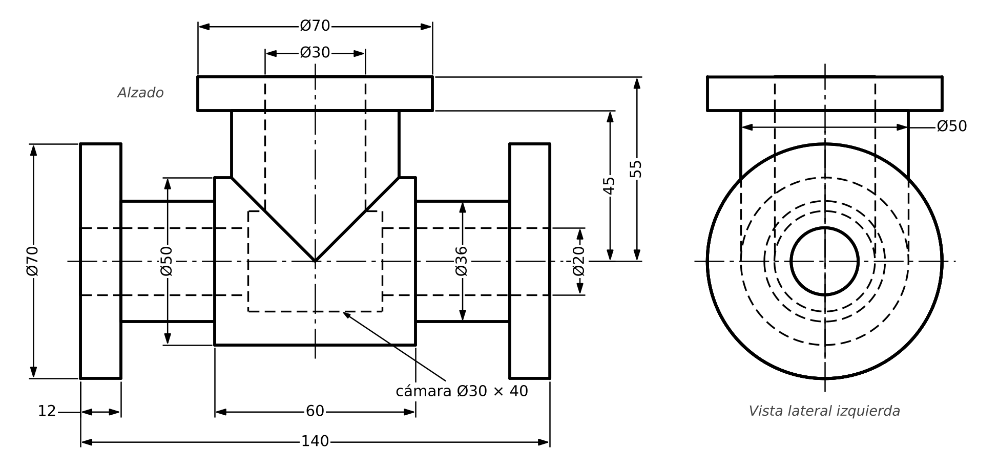 Ø70
Ø30
Alzado
Ø50
55
45
Ø70
Ø50
Ø36
Ø20
cámara Ø30 × 40
12
60
Vista lateral izquierda
140